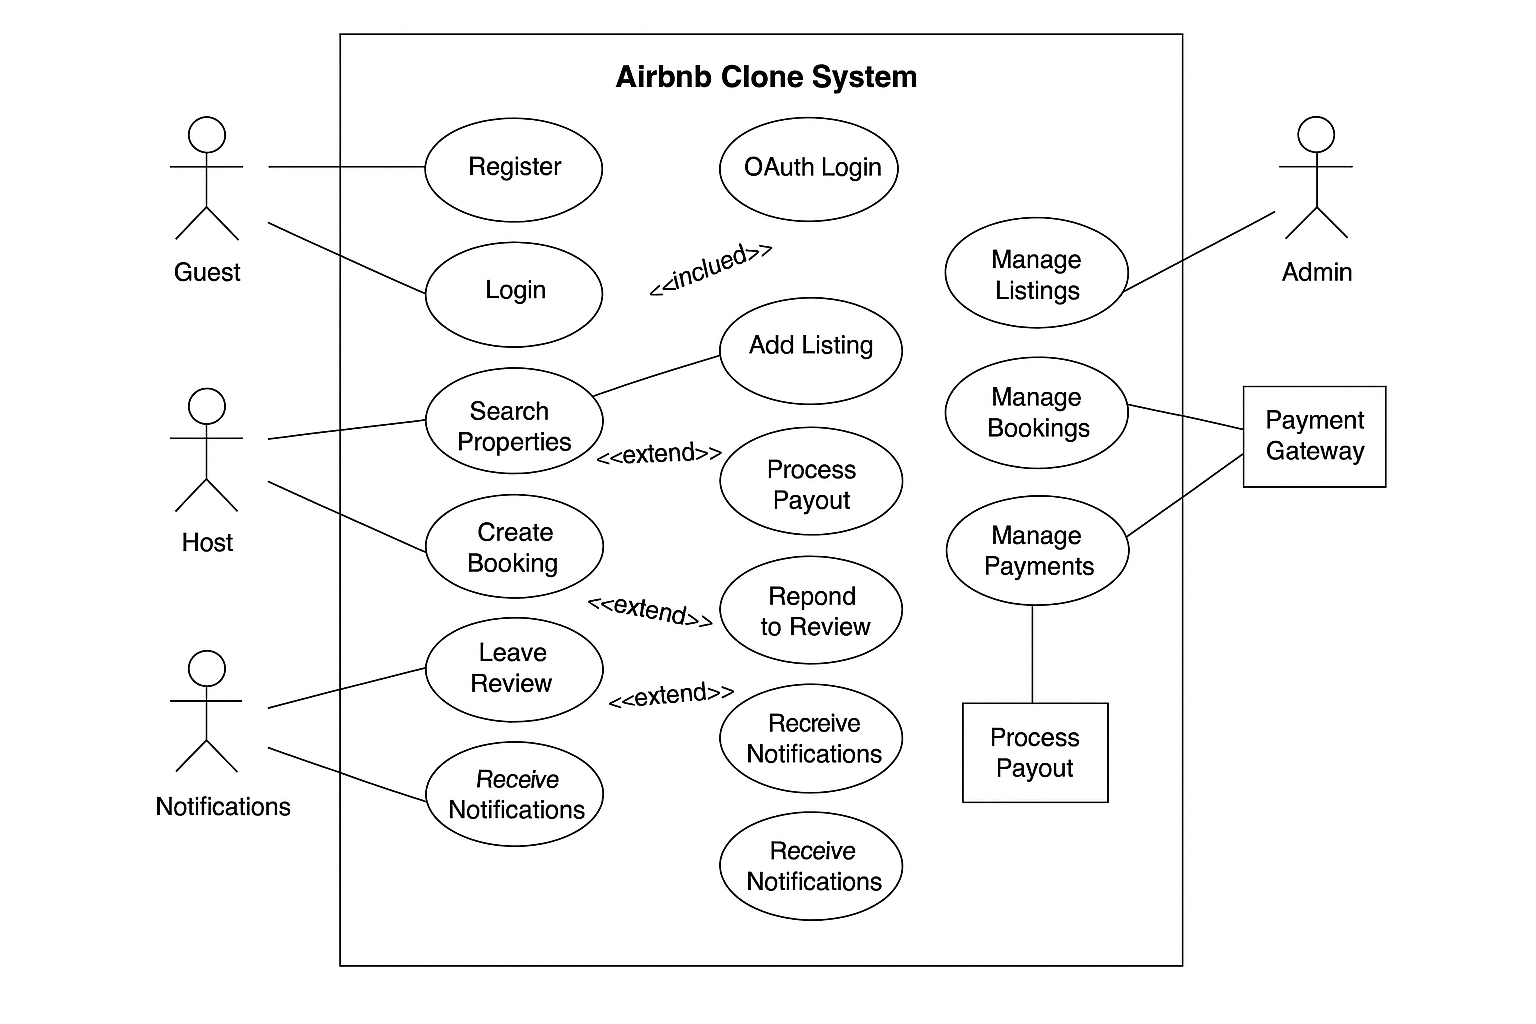 Airbnb Clone System
Guest
Host
Notifications
Register
Login
Search
Properties
Create
Booking
Leave
Review
Receive
Notifications
<<inclued>>
<<extend>>
<<extend>>
<<extend>>
OAuth Login
Add Listing
Process
Payout
Repond
to Review
Recreive
Notifications
Receive
Notifications
Manage
Listings
Manage
Bookings
Manage
Payments
Process
Payout
Admin
Payment
Gateway